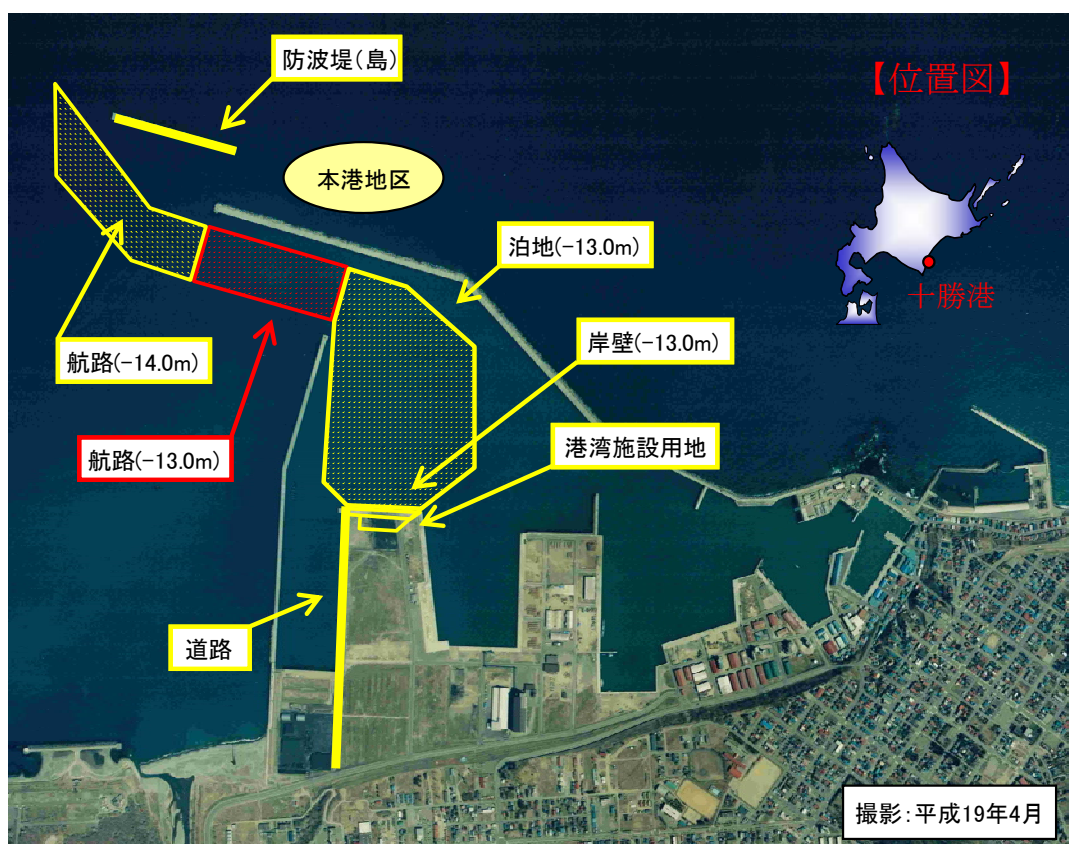 防波堤(島)
【位置図】
本港地区
泊地(-13.0m)
十勝港
岸壁(-13.0m)
航路(-14.0m)
港湾施設用地
航路(-13.0m)
道路
撮影:平成19年4月